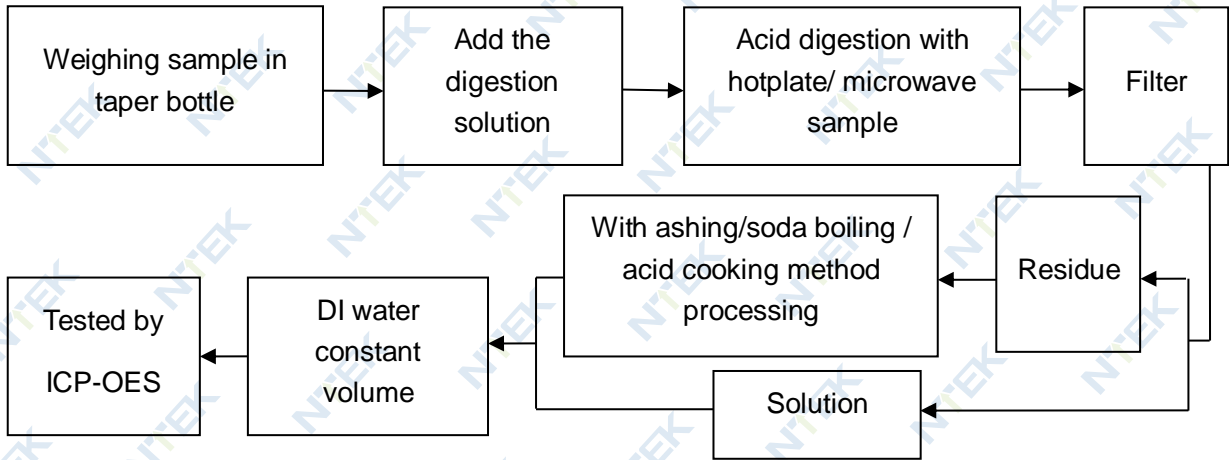 Weighing sample in
taper bottle
Add the
digestion
solution
Acid digestion with
hotplate/ microwave
sample
Filter
With ashing/soda boiling /
acid cooking method
processing
Residue
Tested by
ICP-OES
DI water
constant
volume
Solution
NTEK